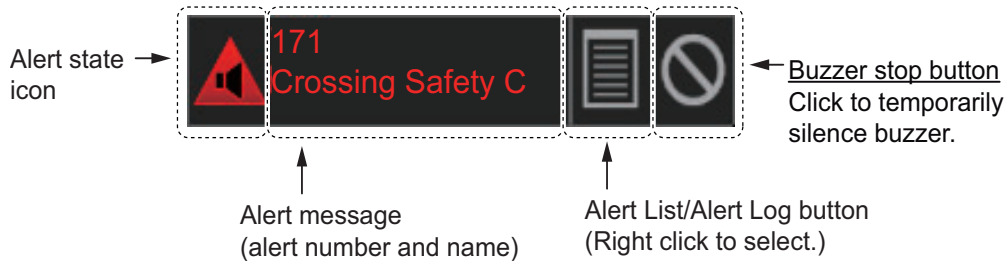 171
Crossing Safety C
Alert state
icon
Buzzer stop button
Click to temporarily
silence buzzer.
Alert message
(alert number and name)
Alert List/Alert Log button
(Right click to select.)